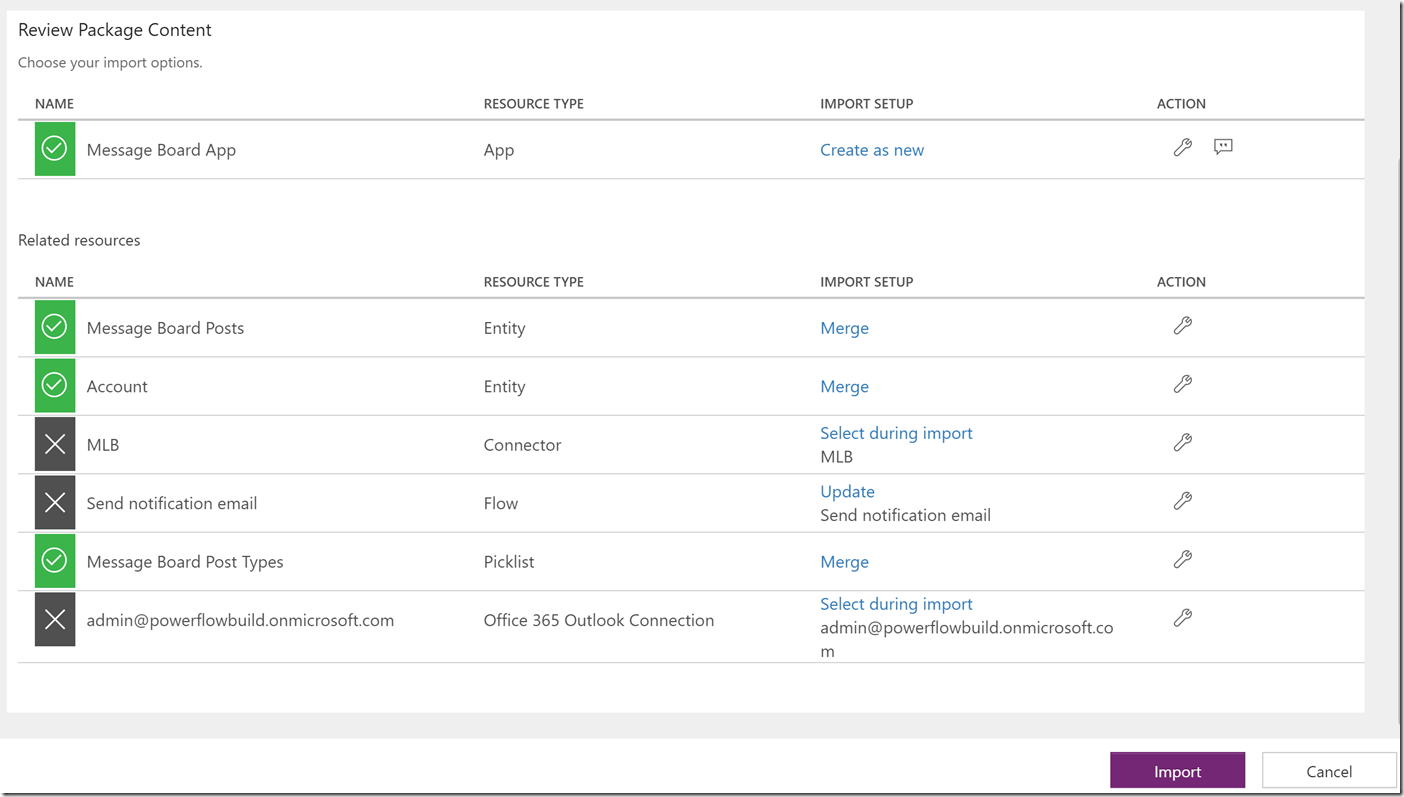 Review Package Content
Choose your import options.
NAME RESOURCE TYPE IMPORT SETUP ACTION
Message Board App App Create as new
Related resources
NAME RESOURCE TYPE IMPORT SETUP ACTION
Message Board Posts Entity Merge
Account Entity Merge
MLB Connector Select during import
MLB
Send notification email Flow Update
Send notification email
Message Board Post Types Picklist Merge
admin@powerflowbuild.onmicrosoft.com Office 365 Outlook Connection Select during import
admin@powerflowbuild.onmicrosoft.co
m
Import Cancel